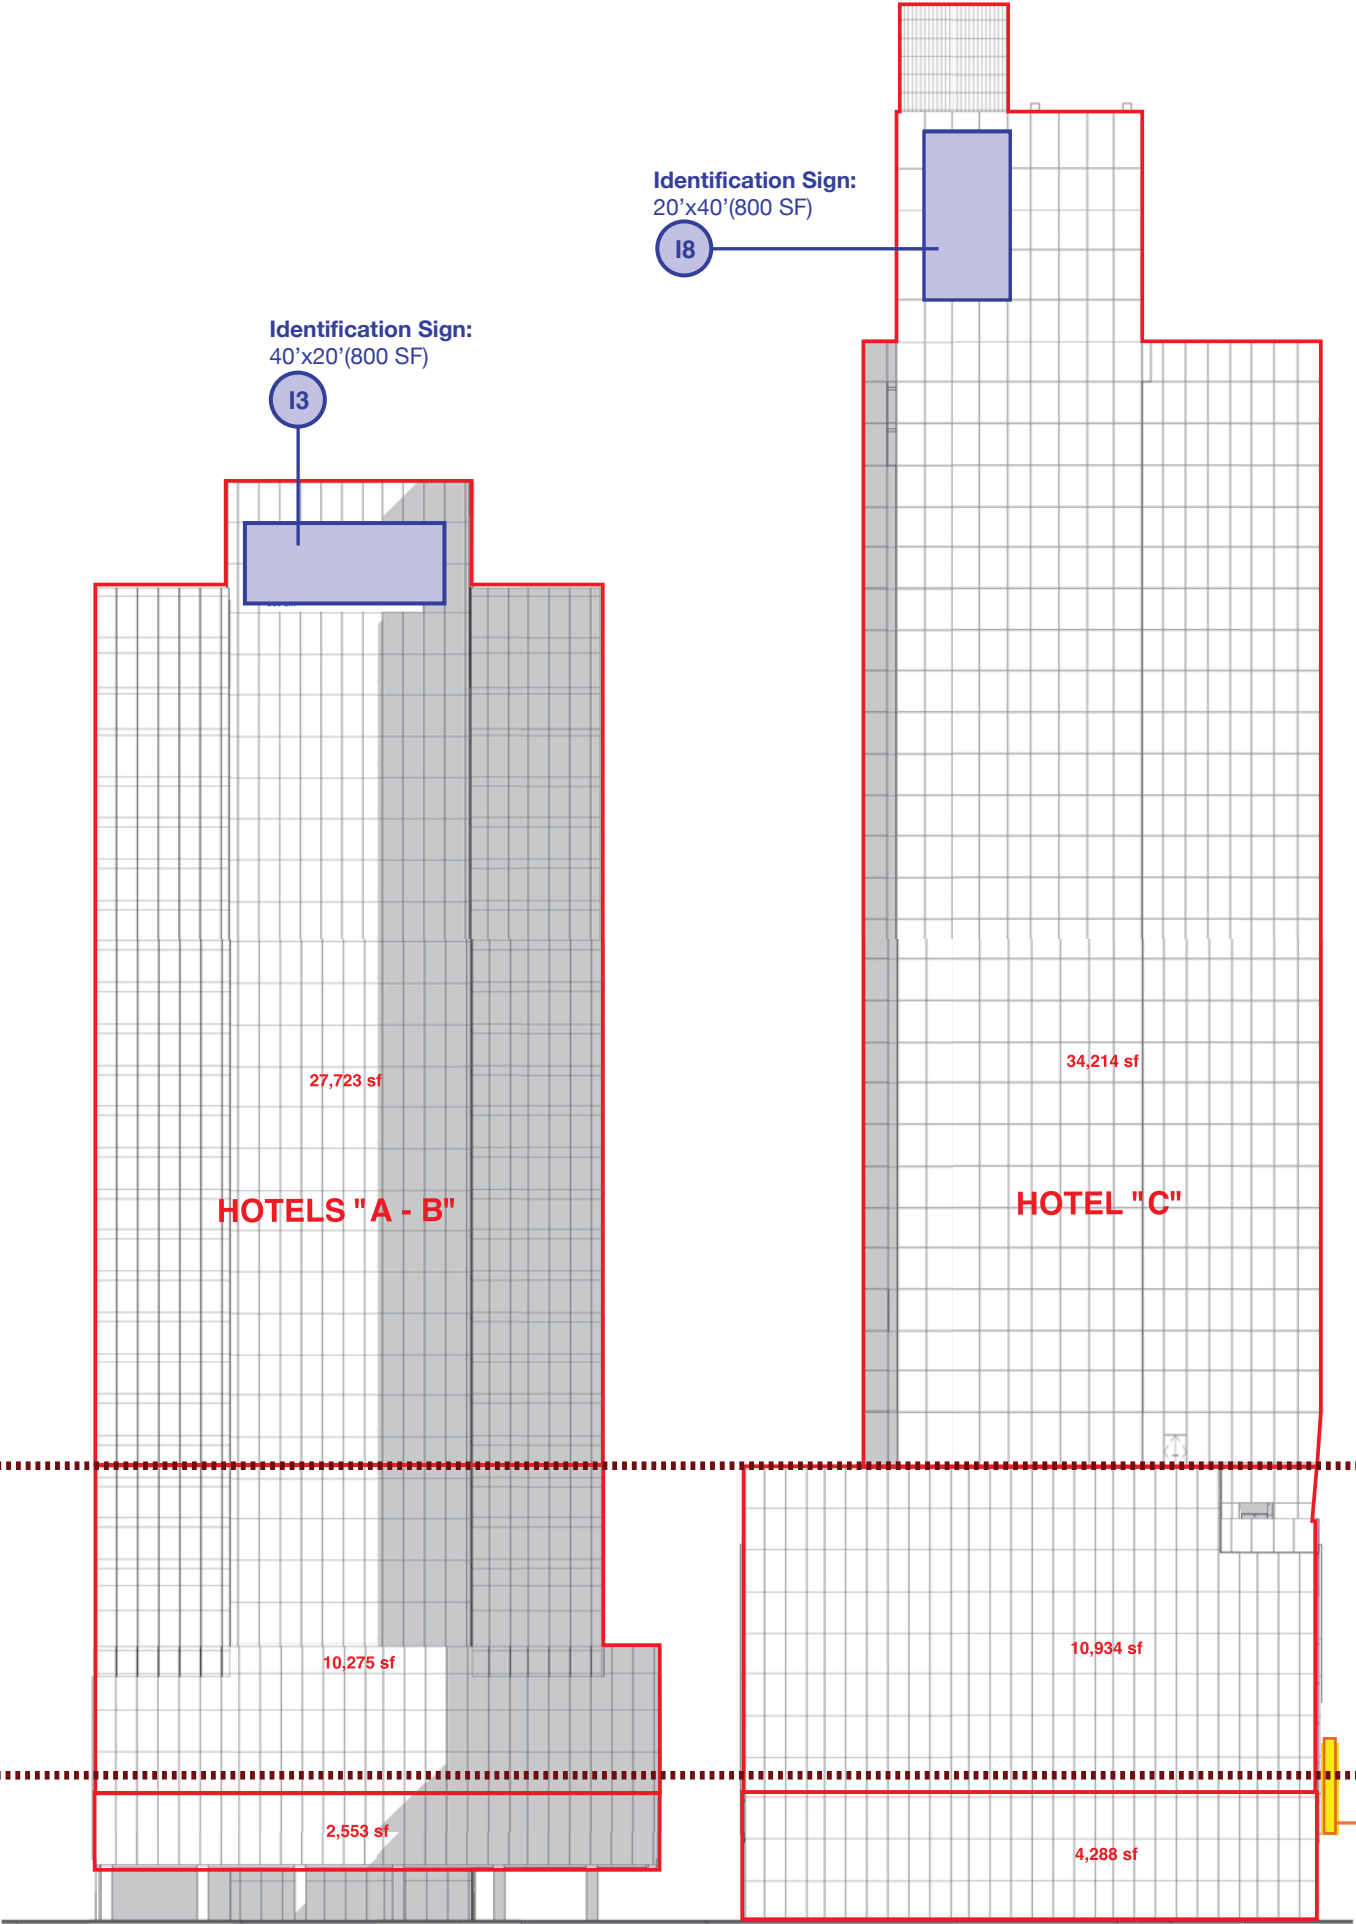 Identification Sign:
20’x40’(800 SF)
I8
Identification Sign:
40’x20’(800 SF)
I3
27,723 sf
34,214 sf
HOTELS "A - B"
HOTEL "C"
10,275 sf
10,934 sf
2,553 sf
4,288 sf